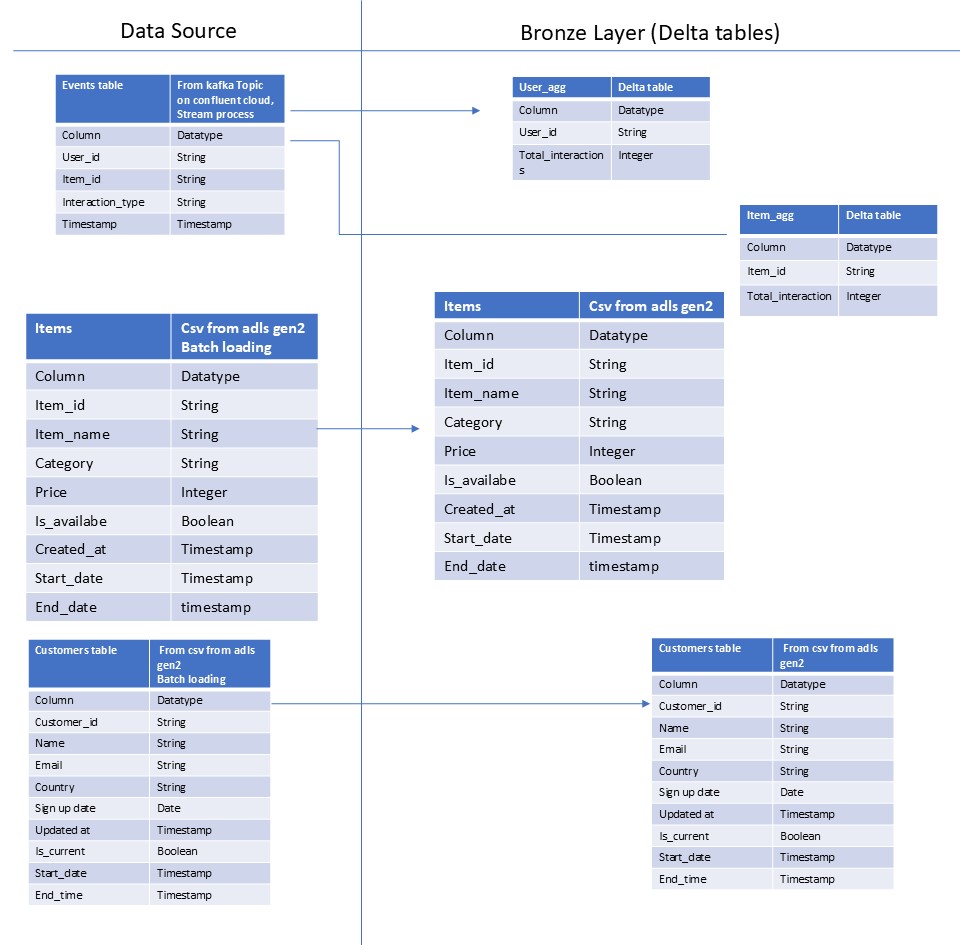 Data Source
Bronze Layer (Delta tables)
Events table
From kafka Topic
on confluent cloud,
Stream process
Column
Datatype
User_id
String
Item_id
String
Interaction_type
String
Timestamp
Timestamp
User_agg
Delta table
Column
Datatype
User_id
String
Total_interaction
s
Integer
Item_agg
Delta table
Column
Datatype
Item_id
String
Total_interaction
Integer
Items
Csv from adls gen2
Batch loading
Column
Datatype
Item_id
String
Item_name
String
Category
String
Price
Integer
Is_availabe
Boolean
Created_at
Timestamp
Start_date
Timestamp
End_date
timestamp
Items
Csv from adls gen2
Column
Datatype
Item_id
String
Item_name
String
Category
String
Price
Integer
Is_availabe
Boolean
Created_at
Timestamp
Start_date
Timestamp
End_date
timestamp
Customers table
From csv from adls
gen2
Batch loading
Column
Datatype
Customer_id
String
Name
String
Email
String
Country
String
Sign up date
Date
Updated at
Timestamp
Is_current
Boolean
Start_date
Timestamp
End_time
Timestamp
Customers table
From csv from adls
gen2
Column
Datatype
Customer_id
String
Name
String
Email
String
Country
String
Sign up date
Date
Updated at
Timestamp
Is_current
Boolean
Start_date
Timestamp
End_time
Timestamp